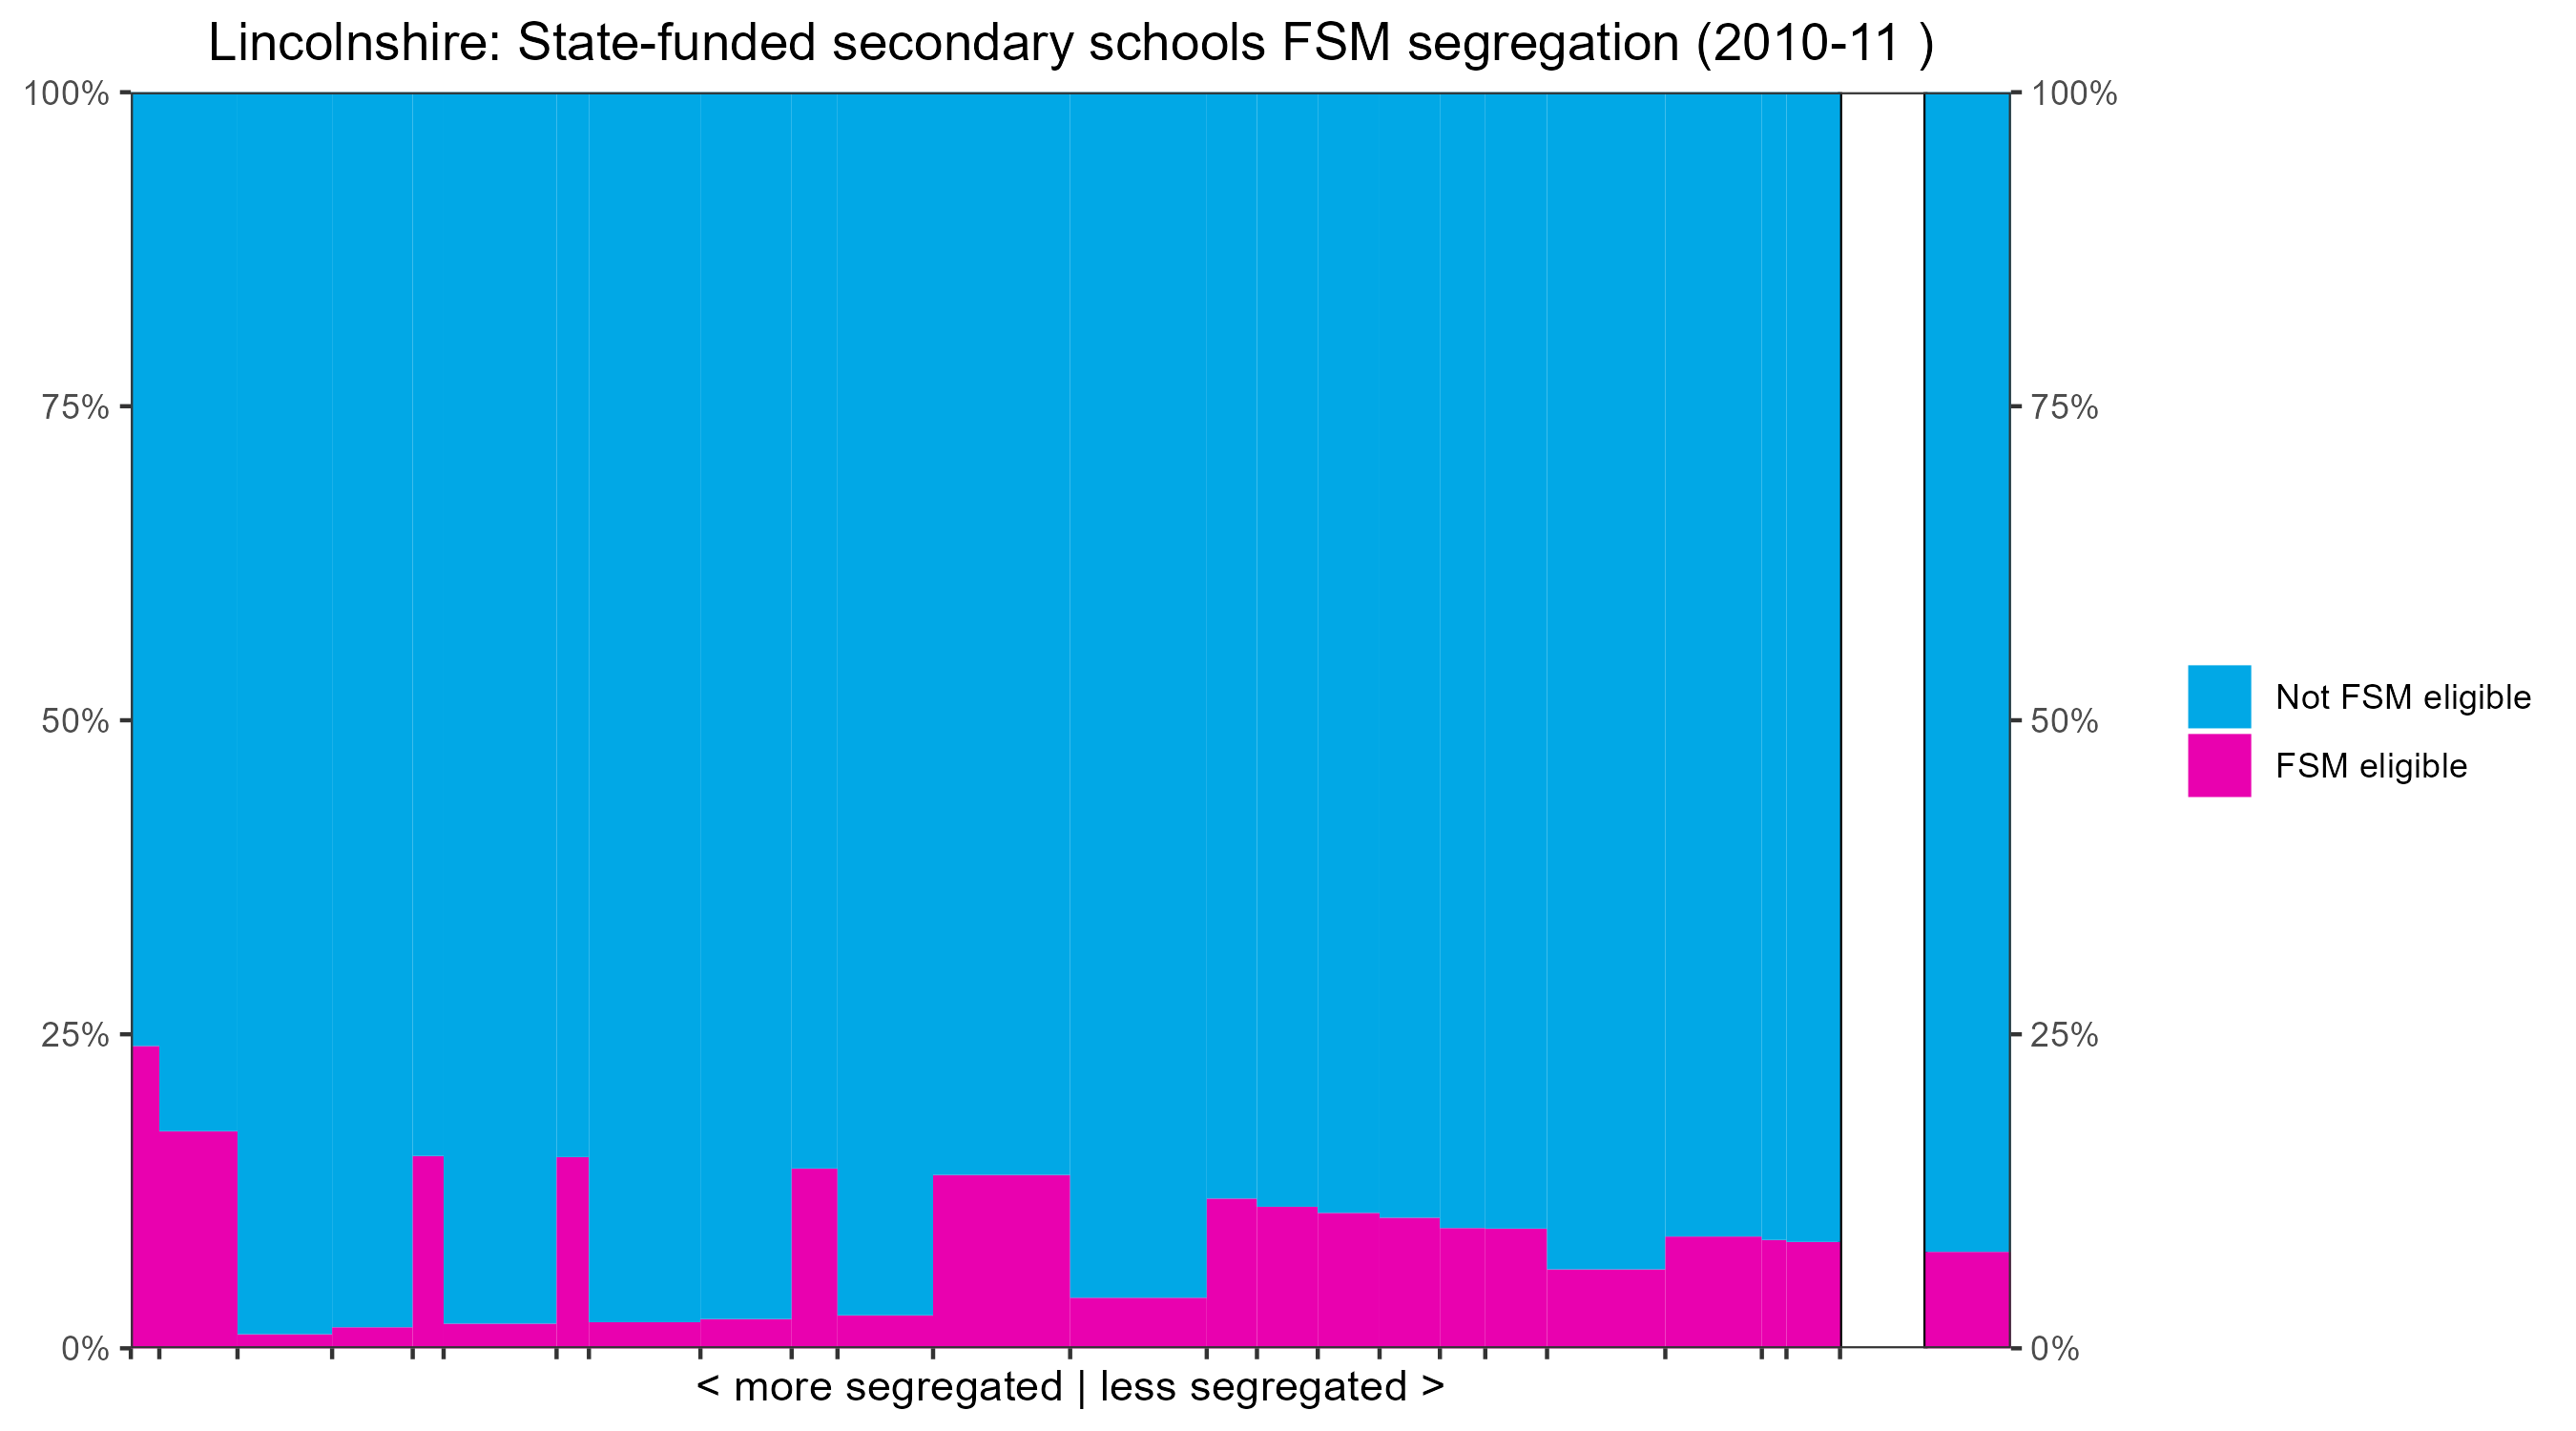 Lincolnshire: State-funded secondary schools FSM segregation (2010-11 )
100%
100%
75%
75%
50%
50%
25%
25%
0%
0%
Not FSM eligible
FSM eligible
< more segregated | less segregated >